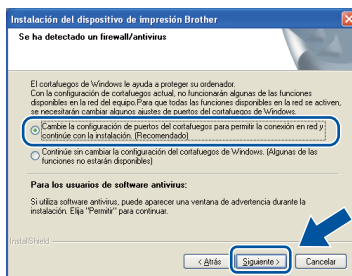 Instalación del dispositivo de impresión Brother
Se ha detectado un firewall/antivirus
El cortafuegos de Windows le ayuda a proteger su ordenador.
Con la configuración de cortafuegos actual, no funcionarán algunas de las funciones
disponibles en la red del equipo.Para que todas las funciones disponibles en la red se activen,
se necesitarán cambiar algunos ajustes de puertos del cortafuegos de Windows.
Cambie la configuración de puertos del cortafuegos para permitir la conexión en red y
continúe con la instalación. (Recomendado)
Continúe sin cambiar la configuración del cortafuegos de Windows. (Algunas de las
funciones no estarán disponibles)
Para los usuarios de software antivirus:
Si utiliza software antivirus, puede aparecer una ventana de advertencia durante la
instalación. Elija "Permitir" para continuar.
InstallShield
< Atrás
Siguiente >
Cancelar